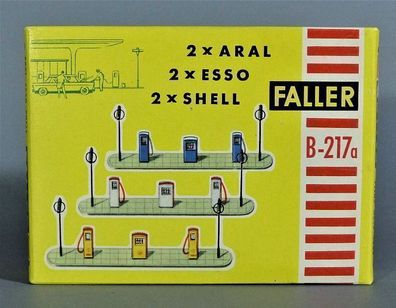 2 x ARAL
2 x ESSO
2 x SHELL
FALLER
B-217a